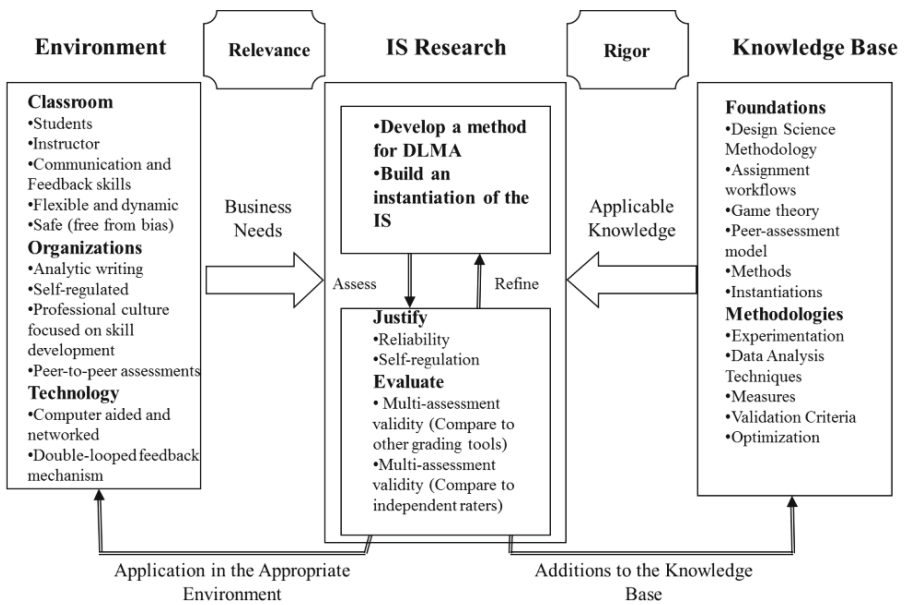 Environment
Relevance
IS Research
Rigor
Knowledge Base
Classroom
•Students
•Instructor
•Communication and
Feedback skills
•Flexible and dynamic
•Safe (free from bias)
Organizations
•Analytic writing
•Self-regulated
•Professional culture
focused on skill
development
•Peer-to-peer assessments
Technology
•Computer aided and
networked
•Double-looped feedback
mechanism
Business
Needs
•Develop a method
for DLMA
•Build an
instantiation of the
IS
Assess
Refine
Justify
•Reliability
•Self-regulation
Evaluate
• Multi-assessment
validity (Compare to
other grading tools)
•Multi-assessment
validity (Compare to
independent raters)
Applicable
Knowledge
Foundations
•Design Science
Methodology
•Assignment
workflows
•Game theory
•Peer-assessment
model
•Methods
•Instantiations
Methodologies
•Experimentation
•Data Analysis
Techniques
•Measures
•Validation Criteria
•Optimization
Application in the Appropriate
Environment
Additions to the Knowledge
Base